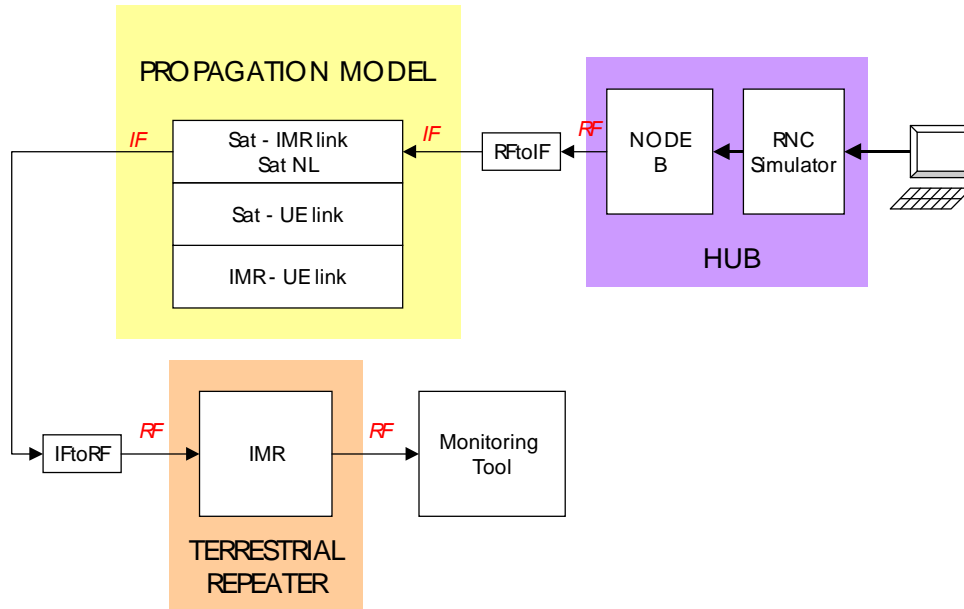 PROPAGATION MODEL
IF
Sat - IMR link
Sat NL
IF
RFtoIF
RF
NODE
B
RNC
Simulator
Sat - UE link
IMR - UE link
HUB
IFtoRF
RF
IMR
RF
Monitoring
Tool
TERRESTRIAL
REPEATER